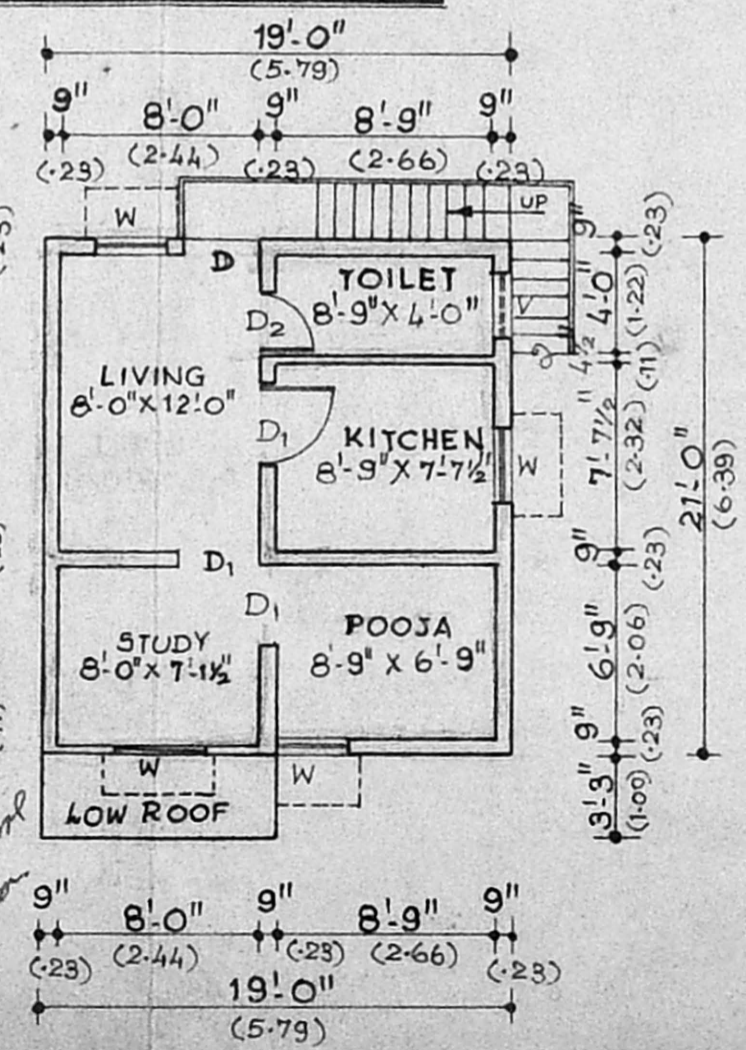 19'-0"
(5.79)
9" 8'-0" 9" 8'-9" 9"
(.23) (2.44) (.23) (2.66) (.23)
W
UP
D
TOILET
8'-9" X 4'-0"
D2
V
LIVING
8'-0" X 12'-0"
D1
KITCHEN
8'-9" X 7'-7½"
W
D1
D1
STUDY
8'-0" X 7'-1½"
POOJA
8'-9" X 6'-9"
W
W
LOW ROOF
9"
(.23)
4'-0"
(1.22)
4½"
(.11)
7'-7½"
(2.32)
9"
(.23)
6'-9"
(2.06)
9"
(.23)
3'-3"
(1.00)
21'-0"
(6.39)
9" 8'-0" 9" 8'-9" 9"
(.23) (2.44) (.23) (2.66) (.23)
19'-0"
(5.79)